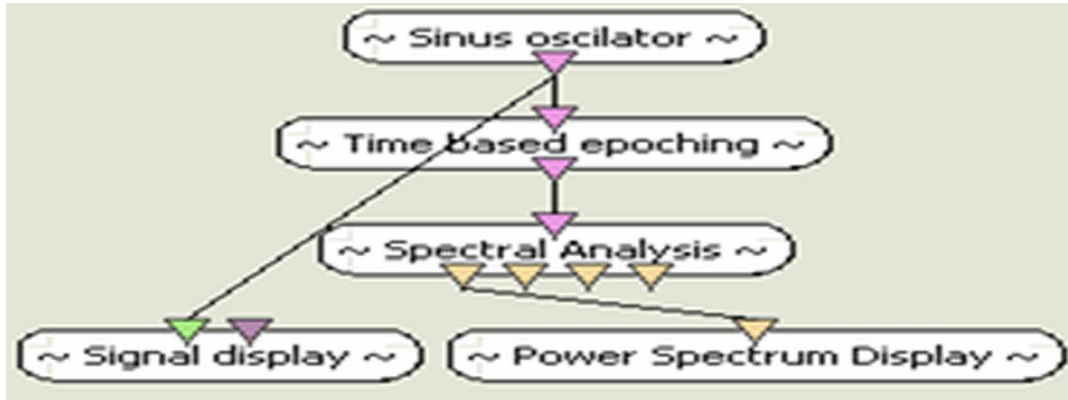 ~ Sinus oscilator ~
~ Time based epoching ~
~ Spectral Analysis ~
~ Signal display ~
~ Power Spectrum Display ~